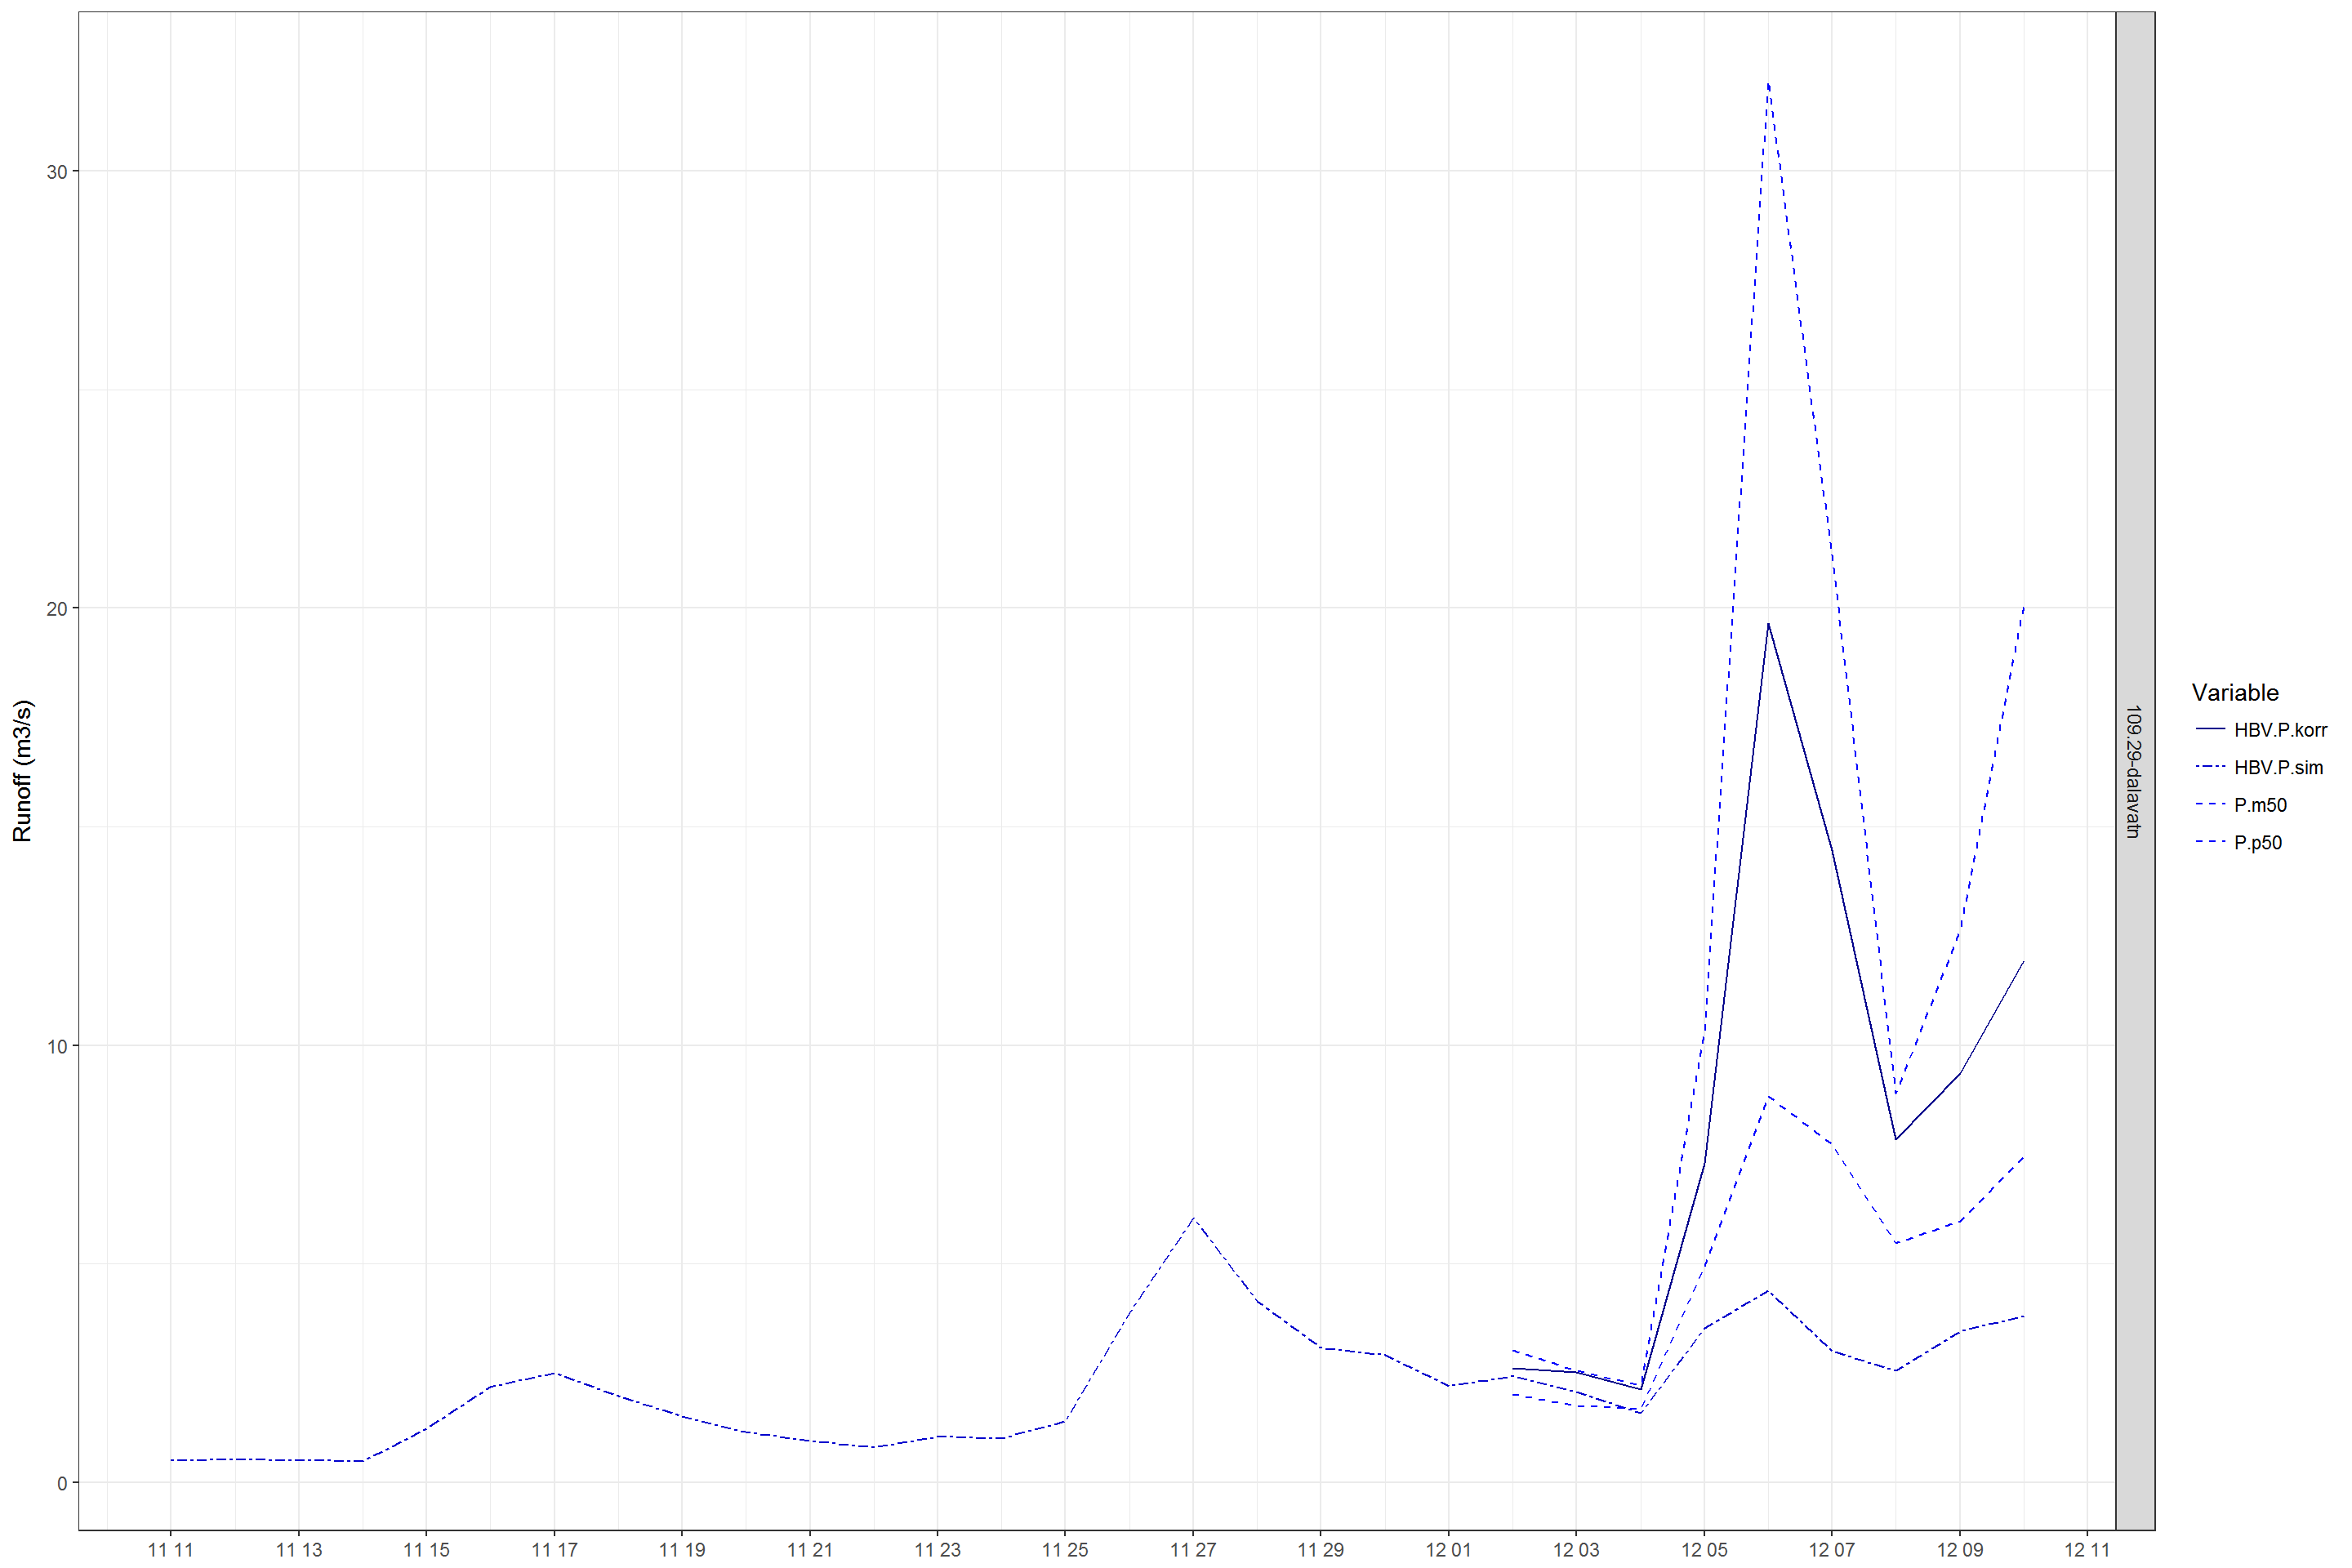 30
20
10
0
Runoff (m3/s)
11 11
11 13
11 15
11 17
11 19
11 21
11 23
11 25
11 27
11 29
12 01
12 03
12 05
12 07
12 09
12 11
109.29-dalavatn
Variable
HBV.P.korr
HBV.P.sim
P.m50
P.p50